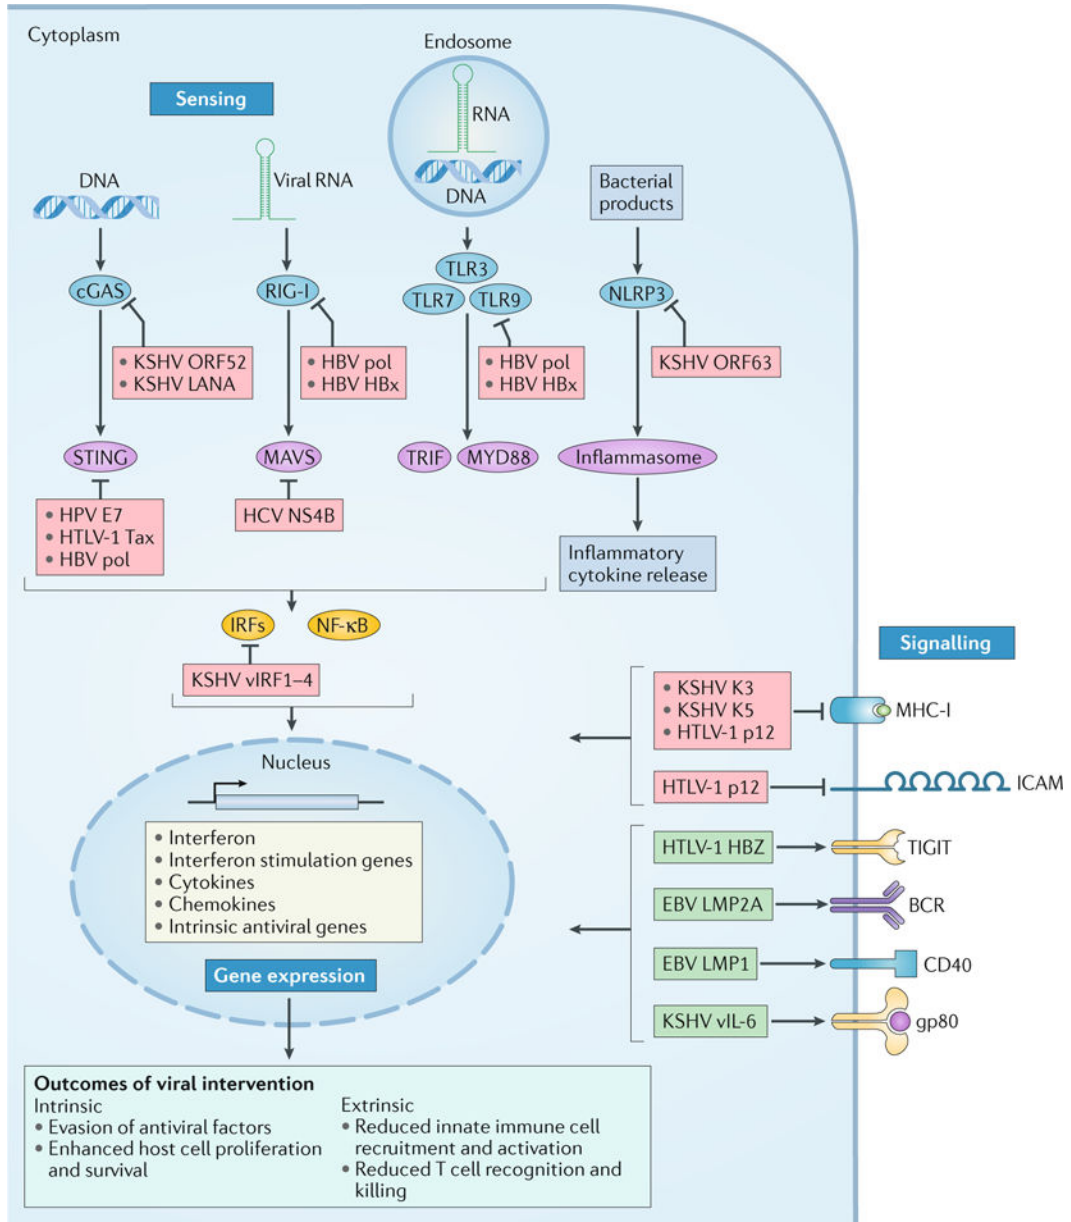 Cytoplasm
Endosome
Sensing
RNA
DNA
Viral RNA
DNA
Bacterial
products
cGAS
RIG-I
TLR3
TLR7
TLR9
NLRP3
• KSHV ORF52
• KSHV LANA
• HBV pol
• HBV HBx
• HBV pol
• HBV HBx
KSHV ORF63
STING
MAVS
TRIF
MYD88
Inflammasome
• HPV E7
• HTLV-1 Tax
• HBV pol
HCV NS4B
Inflammatory
cytokine release
IRFs
NF-κB
KSHV vIRF1–4
Signalling
• KSHV K3
• KSHV K5
• HTLV-1 p12
MHC-I
HTLV-1 p12
ICAM
HTLV-1 HBZ
TIGIT
EBV LMP2A
BCR
EBV LMP1
CD40
KSHV vIL-6
gp80
Nucleus
• Interferon
• Interferon stimulation genes
• Cytokines
• Chemokines
• Intrinsic antiviral genes
Gene expression
Outcomes of viral intervention
Intrinsic
• Evasion of antiviral factors
• Enhanced host cell proliferation
and survival
Extrinsic
• Reduced innate immune cell
recruitment and activation
• Reduced T cell recognition and
killing